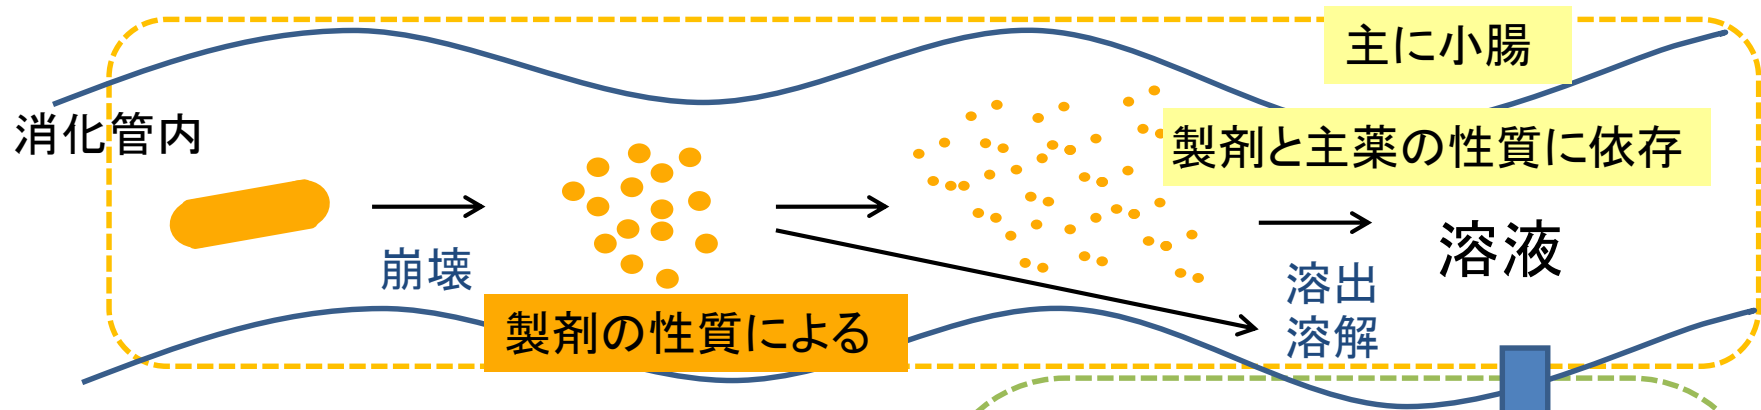 主に小腸
消化管内
製剤と主薬の性質に依存
崩壊
溶液
溶出
溶解
製剤の性質による